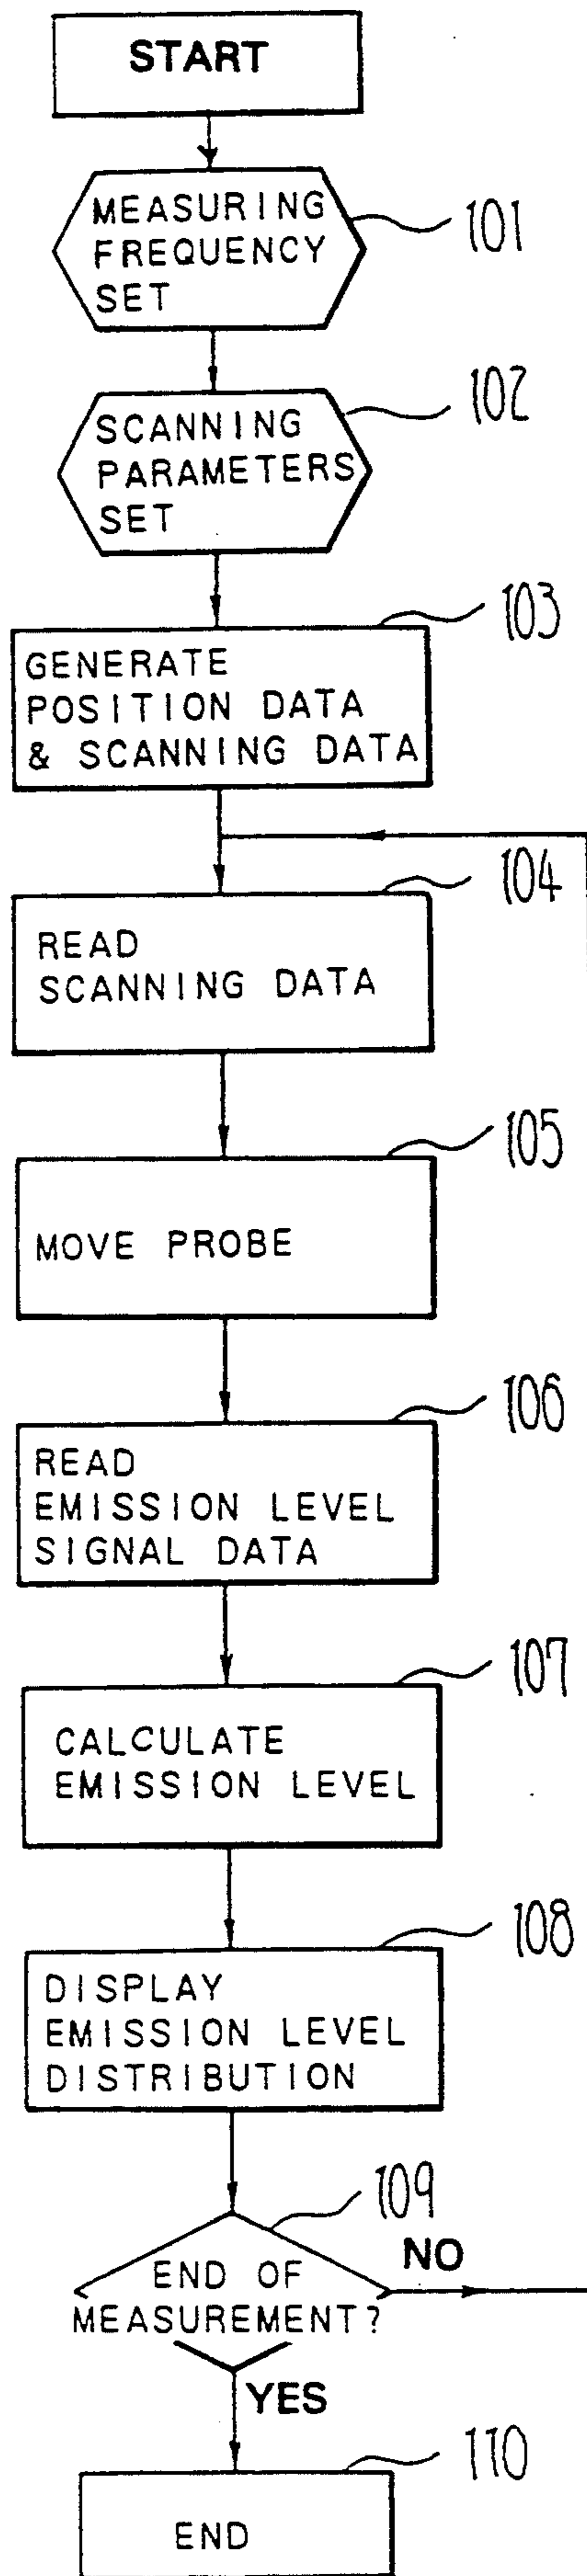 START
MEASURING
FREQUENCY
SET
101
SCANNING
PARAMETERS
SET
102
103
GENERATE
POSITION DATA
& SCANNING DATA
104
READ
SCANNING DATA
105
MOVE PROBE
106
READ
EMISSION LEVEL
SIGNAL DATA
107
CALCULATE
EMISSION LEVEL
108
DISPLAY
EMISSION LEVEL
DISTRIBUTION
109
NO
END OF
MEASUREMENT?
YES
110
END